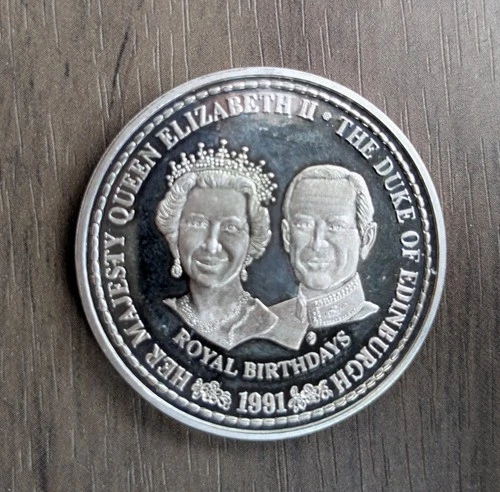 HER MAJESTY QUEEN ELIZABETH II • THE DUKE OF EDINBURGH
ROYAL BIRTHDAYS
1991